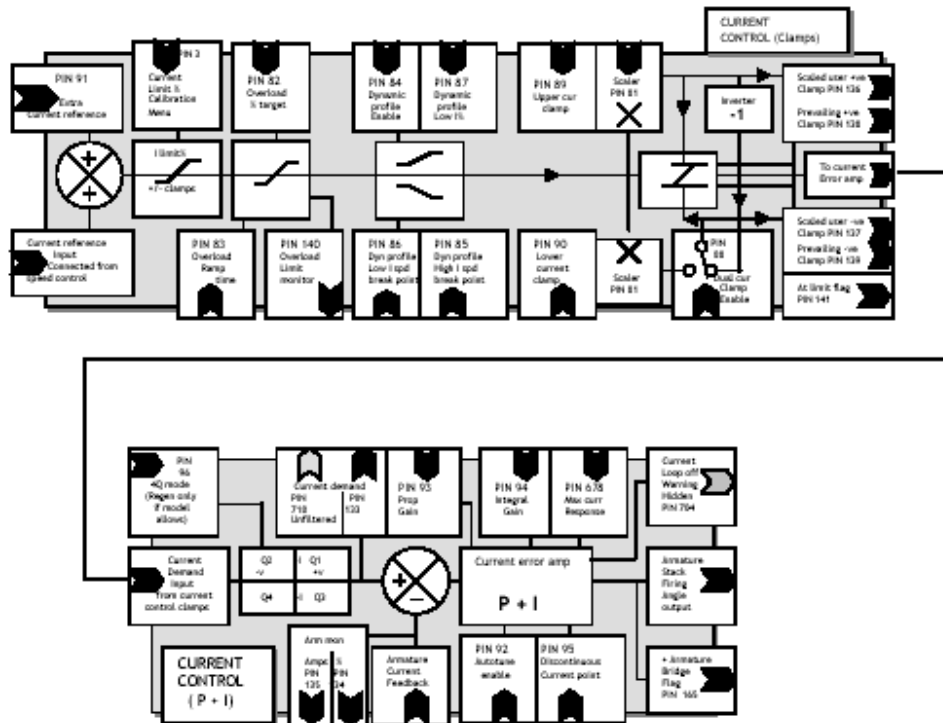 CURRENT
CONTROL (Clamps)
PIN 91
Extra
Current reference
PIN 3
Current
Limit %
Calibration
Menu
PIN 82
Overload
% target
PIN 84
Dynamic
profile
Enable
PIN 87
Dynamic
profile
Low I%
PIN 89
Upper cur
clamp
Scaler
PIN 81
Inverter
-1
Scaled user +ve
Clamp PIN 136
Prevailing +ve
Clamp PIN 138
I limit%
+/- clamps
To current
Error amp
Current reference
Input
Connected from
speed control
PIN 83
Overload
Ramp
time
PIN 140
Overload
Limit
monitor
PIN 86
Dyn profile
Low I spd
break point
PIN 85
Dyn profile
High I spd
break point
PIN 90
Lower
current
clamp
Scaler
PIN 81
PIN
88
Dual cur
Clamp
Enable
Scaled user -ve
Clamp PIN 137
Prevailing -ve
Clamp PIN 139
At limit flag
PIN 141
PIN
96
4Q mode
(Regen only
if model
allows)
Current demand
PIN
710
Unfiltered
PIN
133
PIN 93
Prop
Gain
PIN 94
Integral
Gain
PIN 678
Max curr
Response
Current
Loop off
Warning
Hidden
PIN 704
Current
Demand
Input
from current
control clamps
Q2 -I Q1
-v +v
Q4 -I Q3
Current error amp
P + I
Armature
Stack
Firing
Angle
output
CURRENT
CONTROL
( P + I)
Arm mon
Amps %
PIN
135
PIN
134
Armature
Current
Feedback
PIN 92
Autotune
enable
PIN 95
Discontinuous
Current point
+ Armature
Bridge
Flag
PIN 165